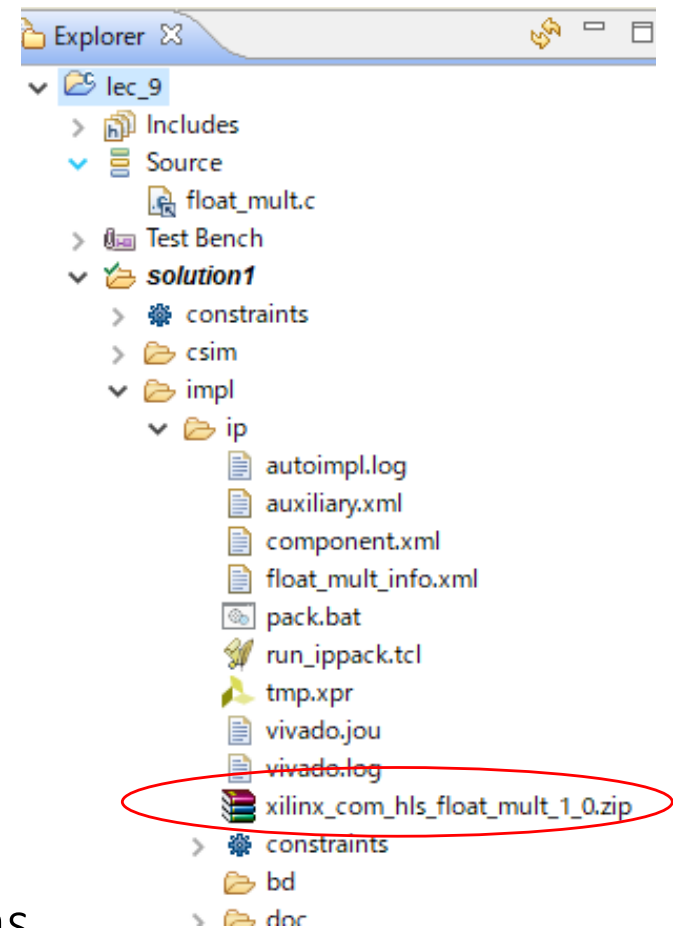 Explorer
lec_9
Includes
Source
float_mult.c
Test Bench
solution1
constraints
csim
impl
ip
autoimpl.log
auxiliary.xml
component.xml
float_mult_info.xml
pack.bat
run_ippack.tcl
tmp.xpr
vivado.jou
vivado.log
xilinx_com_hls_float_mult_1_0.zip
constraints
bd
doc